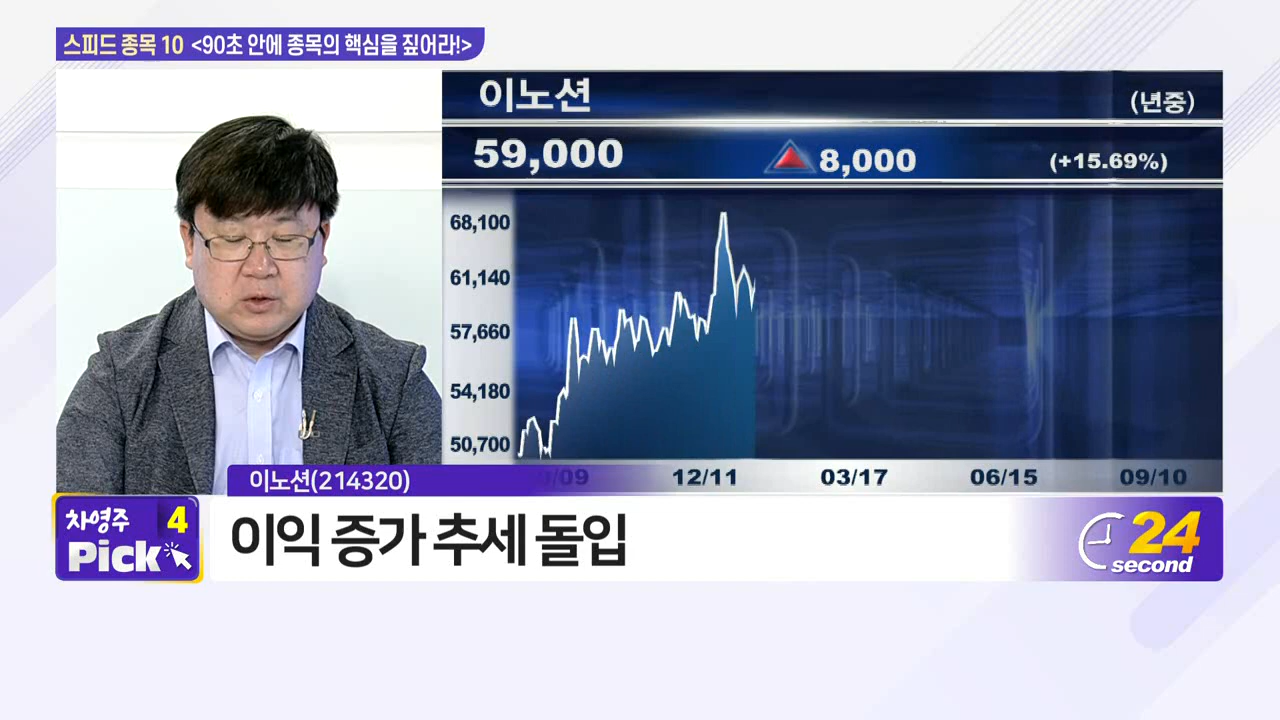 스피드 종목 10 <90초 안에 종목의 핵심을 짚어라!>
이노션
(년중)
59,000
8,000
(+15.69%)
68,100
61,140
57,660
54,180
50,700
/09
12/11
03/17
06/15
09/10
이노션(214320)
차영주 4
Pick
이익 증가 추세 돌입
24
second